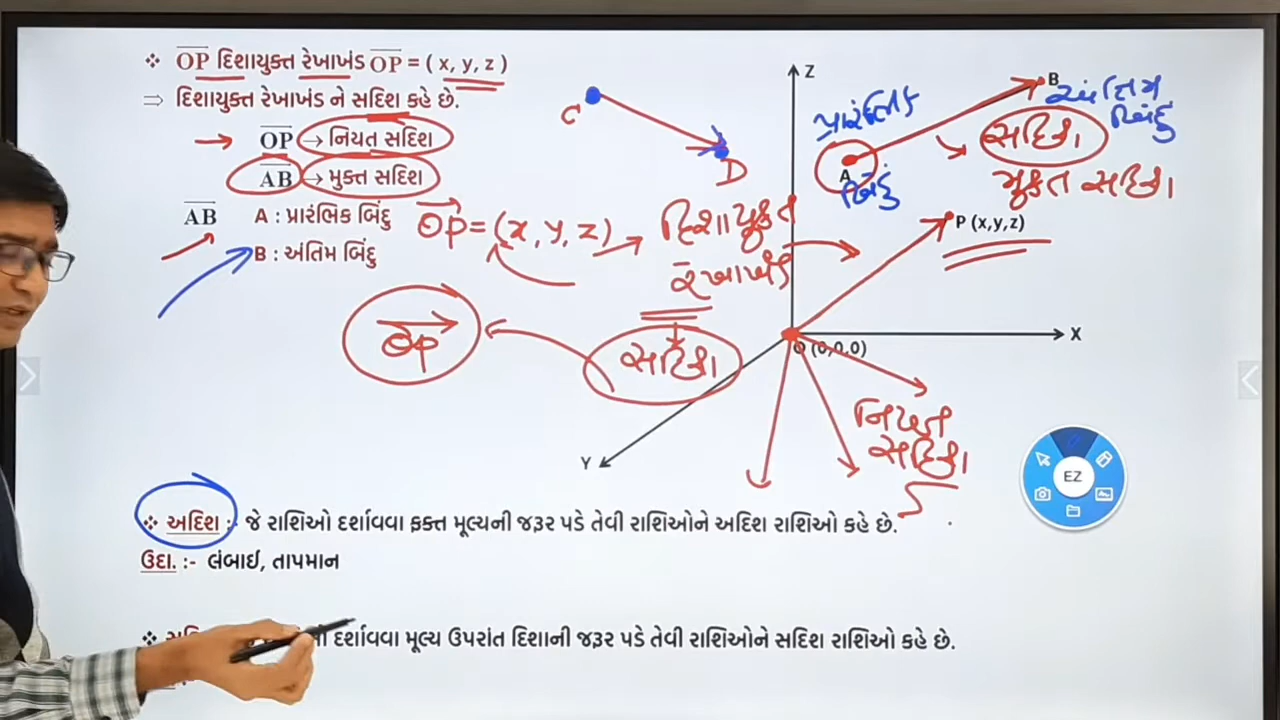 ❖ OP દિશાયુક્ત રેખાખંડ OP = ( x, y, z )
⇒ દિશાયુક્ત રેખાખંડ ને સદિશ કહે છે.
OP → નિયત સદિશ
AB → મુક્ત સદિશ
AB A : પ્રારંભિક બિંદુ
B : અંતિમ બિંદુ
OP = (x, y, z) → દિશાયુક્ત
રેખાખંડ
સદિશ
OP
C
D
Z
પ્રારંભિક
A
બિંદુ
B
અંતિમ
બિંદુ
સદિશ
મુક્ત સદિશ
P (x,y,z)
X
O (0,0,0)
Y
નિયત
સદિશ
EZ
❖ અદિશ :- જે રાશિઓ દર્શાવવા ફક્ત મૂલ્યની જરૂર પડે તેવી રાશિઓને અદિશ રાશિઓ કહે છે.
ઉદા. :- લંબાઈ, તાપમાન
❖ દર્શાવવા મૂલ્ય ઉપરાંત દિશાની જરૂર પડે તેવી રાશિઓને સદિશ રાશિઓ કહે છે.